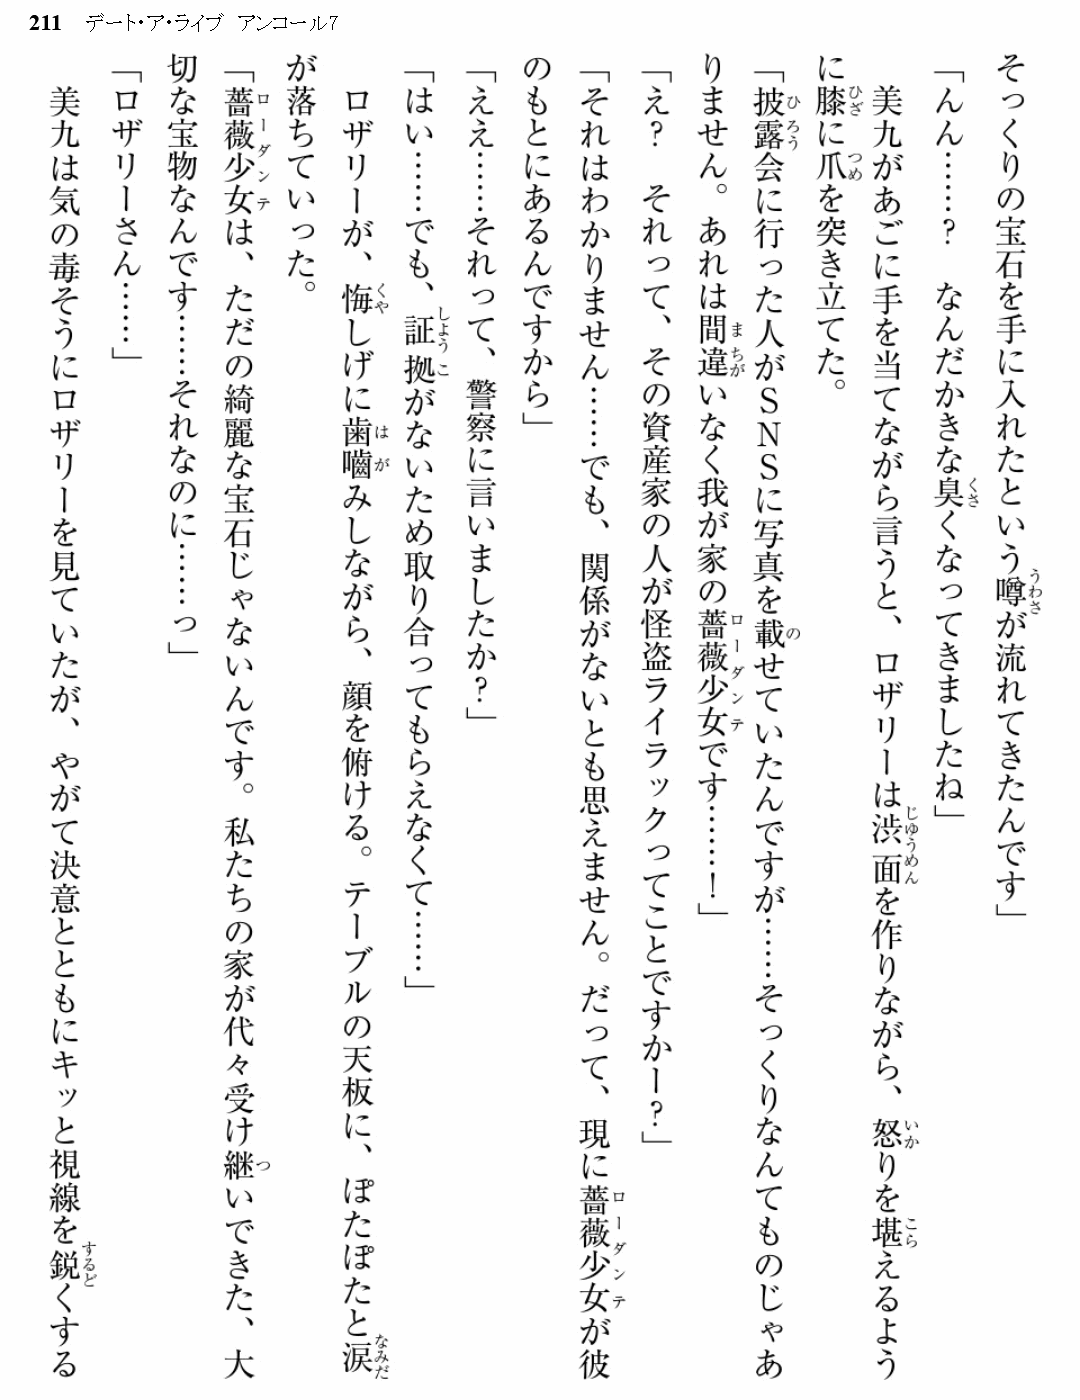 211 デート・ア・ライブ アンコール7
そっくりの宝石を手に入れたという噂が流れてきたんです」
「んん……? なんだかきな臭くなってきましたね」
美九があごに手を当てながら言うと、ロザリーは渋面を作りながら、怒りを堪えるよう
に膝に爪を突き立てた。
「披露会に行った人がSNSに写真を載せていたんですが……そっくりなんてものじゃあ
りません。あれは間違いなく我が家の薔薇少女です……!」
「え? それって、その資産家の人が怪盗ライラックってことですかー?」
「それはわかりません……でも、関係がないとも思えません。だって、現に薔薇少女が彼
のもとにあるんですから」
「ええ……それって、警察に言いましたか?」
「はい……でも、証拠がないため取り合ってもらえなくて……」
ロザリーが、悔しげに歯嚙みしながら、顔を俯ける。テーブルの天板に、ぽたぽたと涙
が落ちていった。
「薔薇少女は、ただの綺麗な宝石じゃないんです。私たちの家が代々受け継いできた、大
切な宝物なんです……それなのに……っ」
「ロザリーさん……」
美九は気の毒そうにロザリーを見ていたが、やがて決意とともにキッと視線を鋭くする